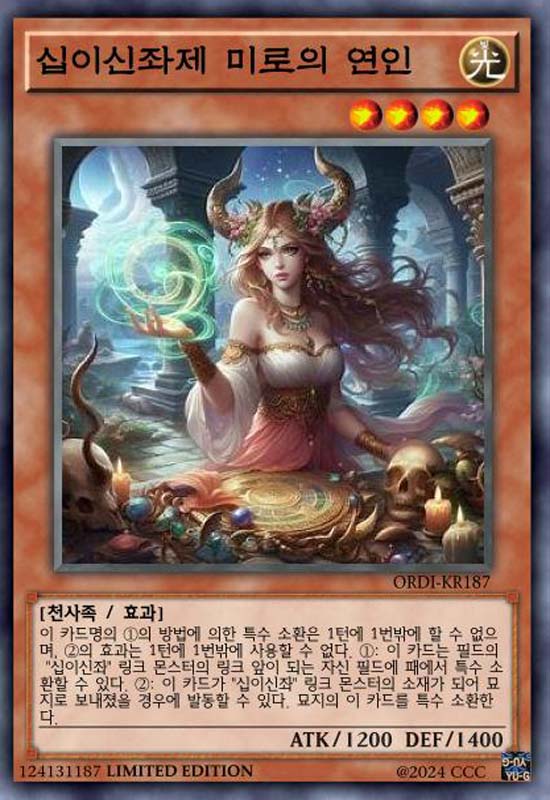 십이신좌제 미로의 연인
光
ORDI-KR187
[천사족 / 효과]
이 카드명의 ①의 방법에 의한 특수 소환은 1턴에 1번밖에 할 수 없으
며, ②의 효과는 1턴에 1번밖에 사용할 수 없다. ①: 이 카드는 필드의
"십이신좌" 링크 몬스터의 링크 앞이 되는 자신 필드에 패에서 특수 소
환할 수 있다. ②: 이 카드가 "십이신좌" 링크 몬스터의 소재가 되어 묘
지로 보내졌을 경우에 발동할 수 있다. 묘지의 이 카드를 특수 소환한
다.
ATK/1200 DEF/1400
124131187 LIMITED EDITION
@2024 CCC